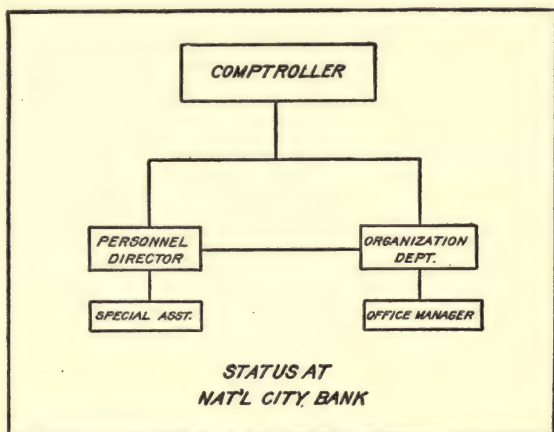 COMPTROLLER
PERSONNEL
DIRECTOR
ORGANIZATION
DEPT.
SPECIAL ASST.
OFFICE MANAGER
STATUS AT
NAT'L CITY BANK